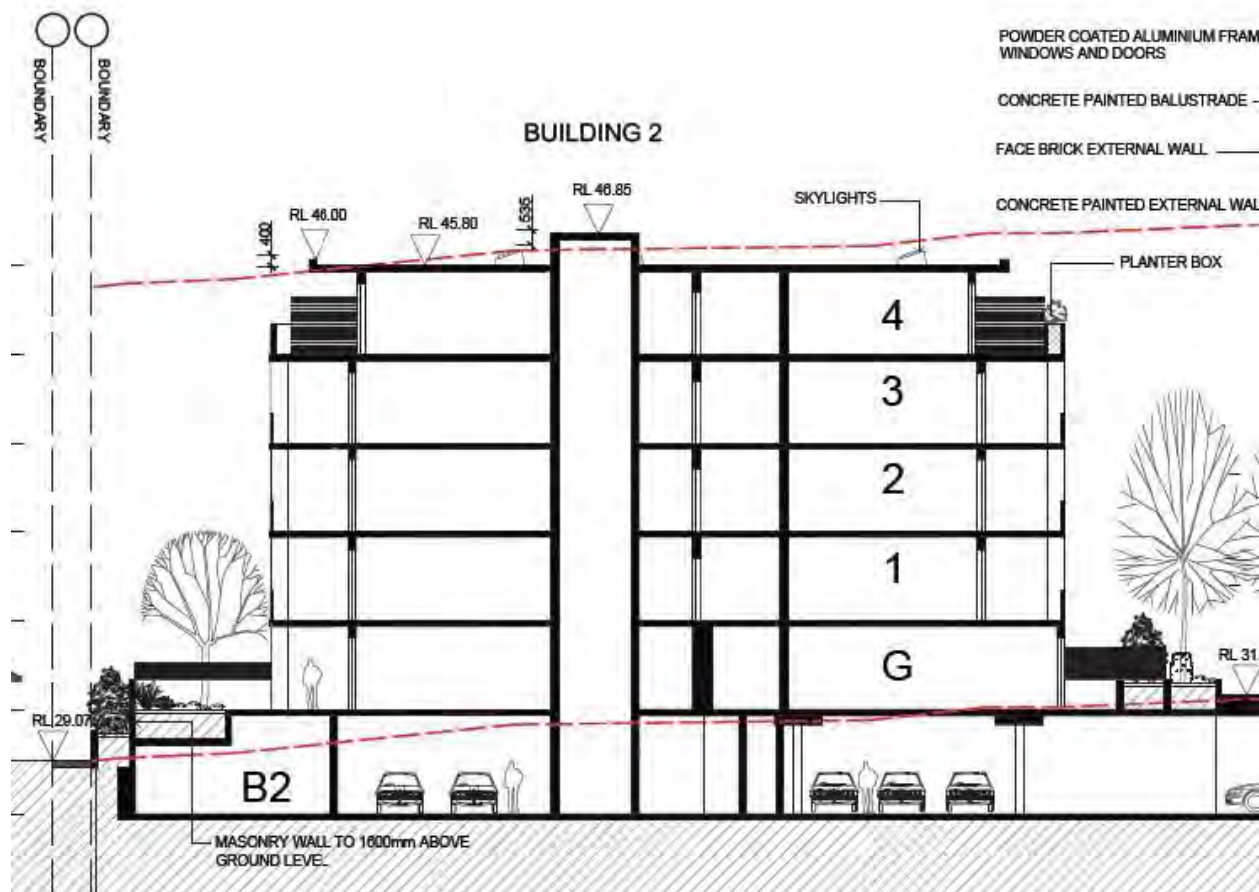 BOUNDARY
BOUNDARY
POWDER COATED ALUMINIUM FRAM
WINDOWS AND DOORS
CONCRETE PAINTED BALUSTRADE -
FACE BRICK EXTERNAL WALL
CONCRETE PAINTED EXTERNAL WAL
BUILDING 2
RL 46.85
SKYLIGHTS
RL 46.00
RL 45.80
535
400
PLANTER BOX
4
3
2
1
G
RL 31
RL 29.07
B2
MASONRY WALL TO 1600mm ABOVE
GROUND LEVEL